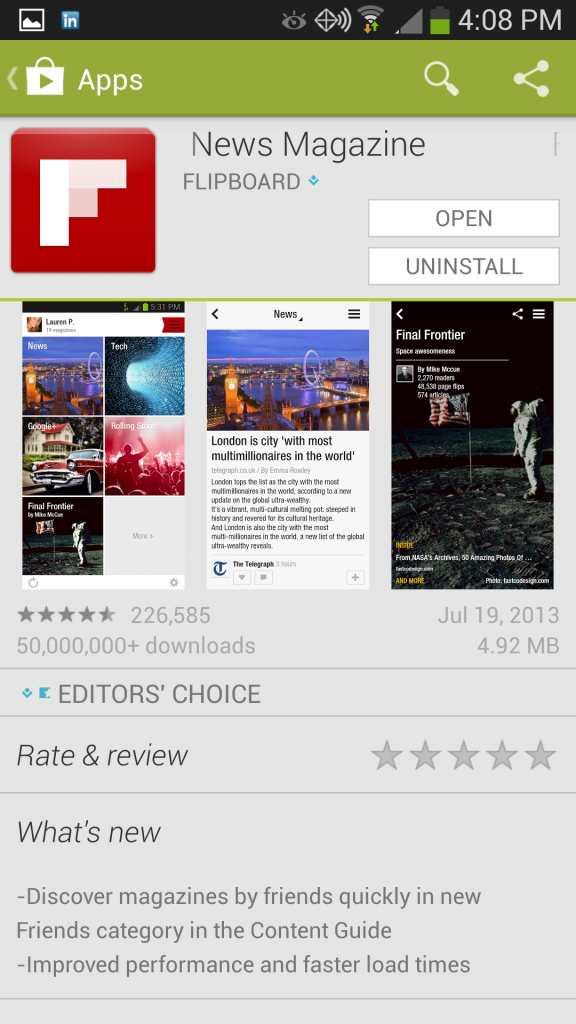 in
4:08 PM
Apps
News Magazine
FLIPBOARD
OPEN
UNINSTALL
5:31 PM
Lauren P.
10 magazines
News
Tech
Google+
Rolling Stone
Final Frontier
by Mike McCue
More >
News
London is city 'with most
multimillionaires in the world'
telegraph.co.uk / By Emma Rowley
London tops the list as the city with the most
multimillionaires in the world, according to a new
update on the global ultra-wealthy.
It's a vibrant, multi-cultural melting pot: steeped in
history and revered for its cultural heritage.
And London is also the city with the most
multi-millionaires in the world, a new list of the global
ultra-wealthy reveals.
The Telegraph 3 hours
Final Frontier
Space awesomeness
By Mike Mccue
2,270 readers
48,538 page flips
574 articles
INSIDE
From NASA's Archives, 50 Amazing Photos Of ...
fastcodesign.com
AND MORE
Photo: fastcodesign.com
226,585
Jul 19, 2013
50,000,000+ downloads
4.92 MB
EDITORS' CHOICE
Rate & review
What's new
-Discover magazines by friends quickly in new
Friends category in the Content Guide
-Improved performance and faster load times